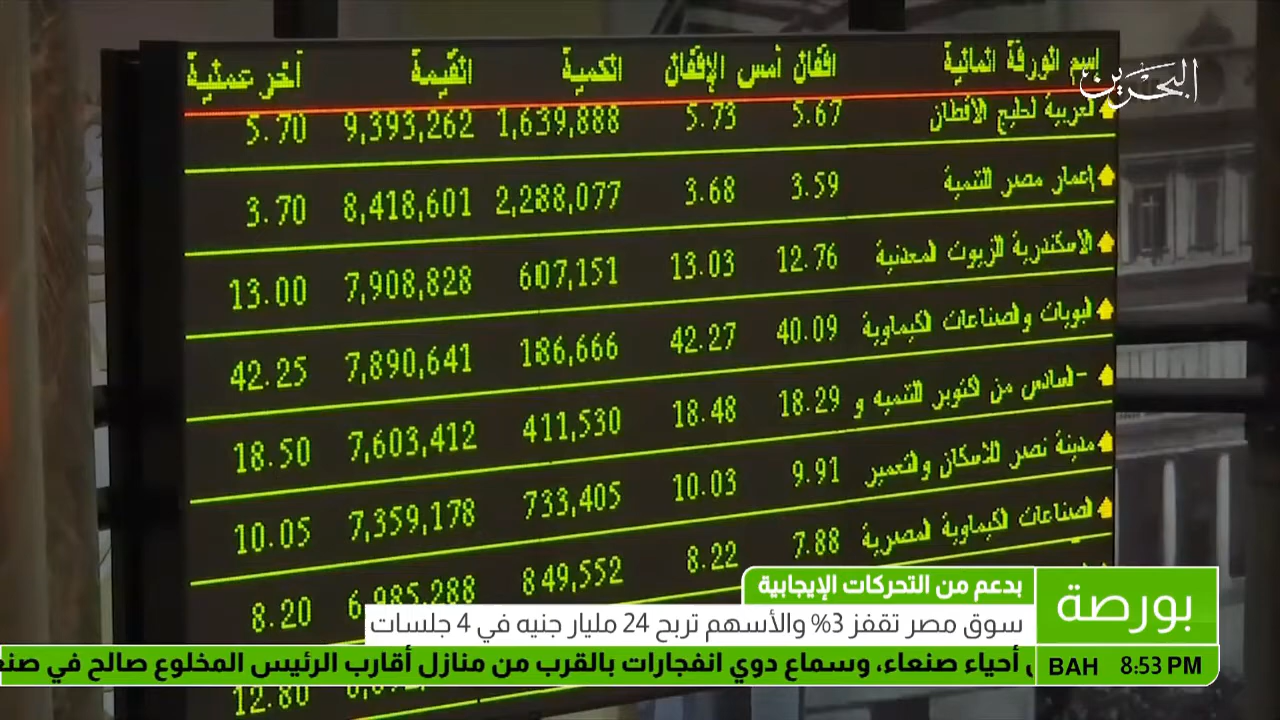 إسم الورقة المالية اقفال أمس الإقفال الكمية القيمة آخر عملية
البحرين
العربية لحليج الأقطان 5.67 5.73 1,639,888 9,393,262 5.70
إعمار مصر للتنمية 3.59 3.68 2,288,077 8,418,601 3.70
الاسكندرية الزيوت المعدنية 12.76 13.03 607,151 7,908,828 13.00
البويات والصناعات الكيماوية 40.09 42.27 186,666 7,890,641 42.25
السادس من اكتوبر للتنميه و 18.29 18.48 411,530 7,603,412 18.50
مدينة نصر للاسكان والتعمير 9.91 10.03 733,405 7,359,178 10.05
الصناعات الكيماوية المصرية 7.88 8.22 849,552 6,985,288 8.20
12.80
بورصة
بدعم من التحركات الإيجابية
سوق مصر تقفز 3% والأسهم تربح 24 مليار جنيه في 4 جلسات
BAH 8:53 PM
أحياء صنعاء، وسماع دوي انفجارات بالقرب من منازل أقارب الرئيس المخلوع صالح في